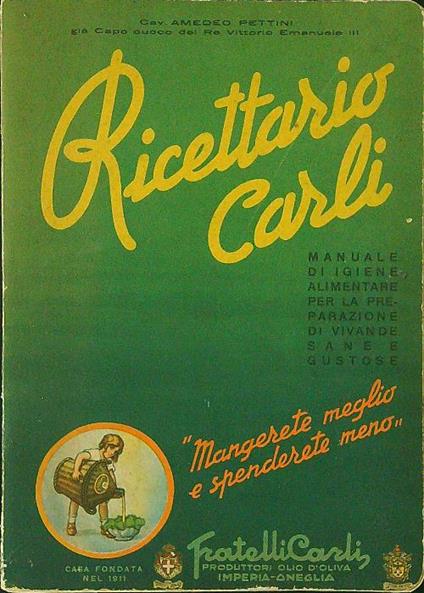 Cav. AMEDEO PETTINI
già Capo cuoco del Re Vittorio Emanuele III
Ricettario
Carli
MANUALE
DI IGIENE
ALIMENTARE
PER LA PRE-
PARAZIONE
DI VIVANDE
SANE E
GUSTOSE
"Mangerete meglio
e spenderete meno"
CASA FONDATA
NEL 1911
Fratelli Carli
PRODUTTORI OLIO D'OLIVA
IMPERIA-ONEGLIA